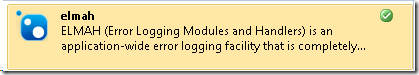 elmah
ELMAH (Error Logging Modules and Handlers) is an
application-wide error logging facility that is completely...